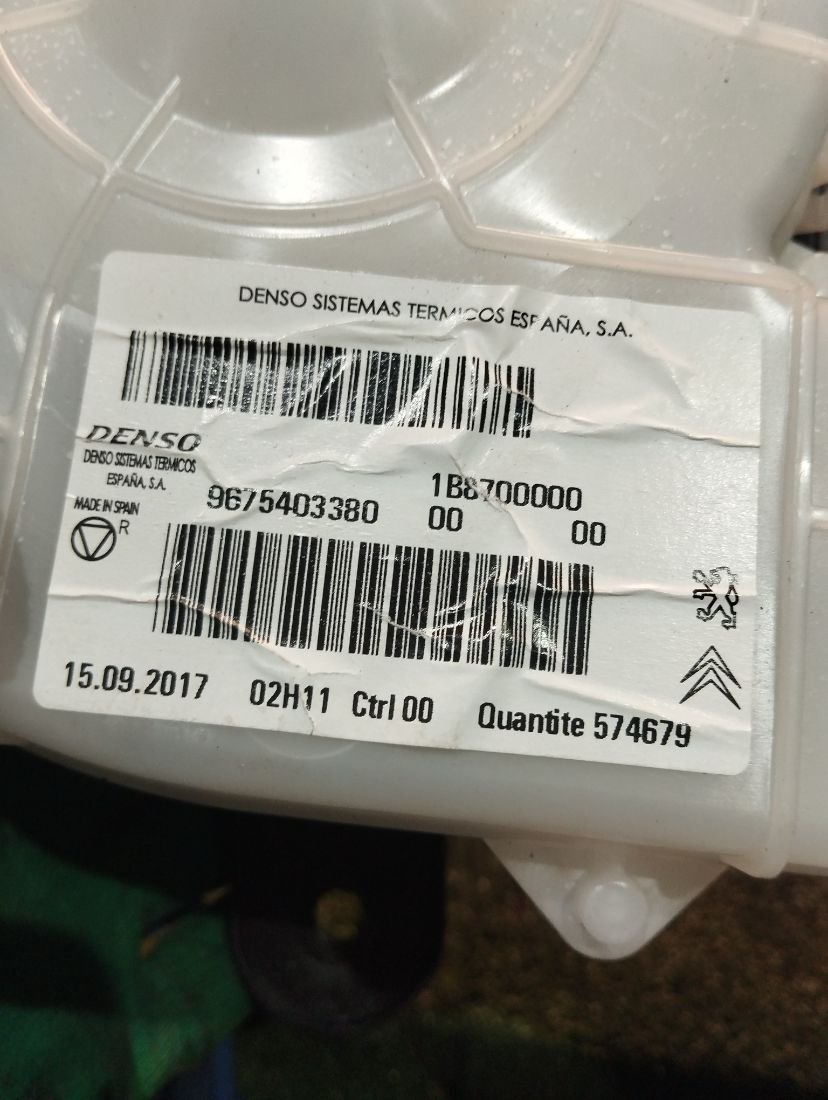 DENSO SISTEMAS TERMICOS ESPAÑA, S.A.
DENSO
DENSO SISTEMAS TERMICOS
ESPAÑA, S.A.
MADE IN SPAIN
R
9675403380
1B8700000
00 00
15.09.2017 02H11 Ctrl 00 Quantite 574679